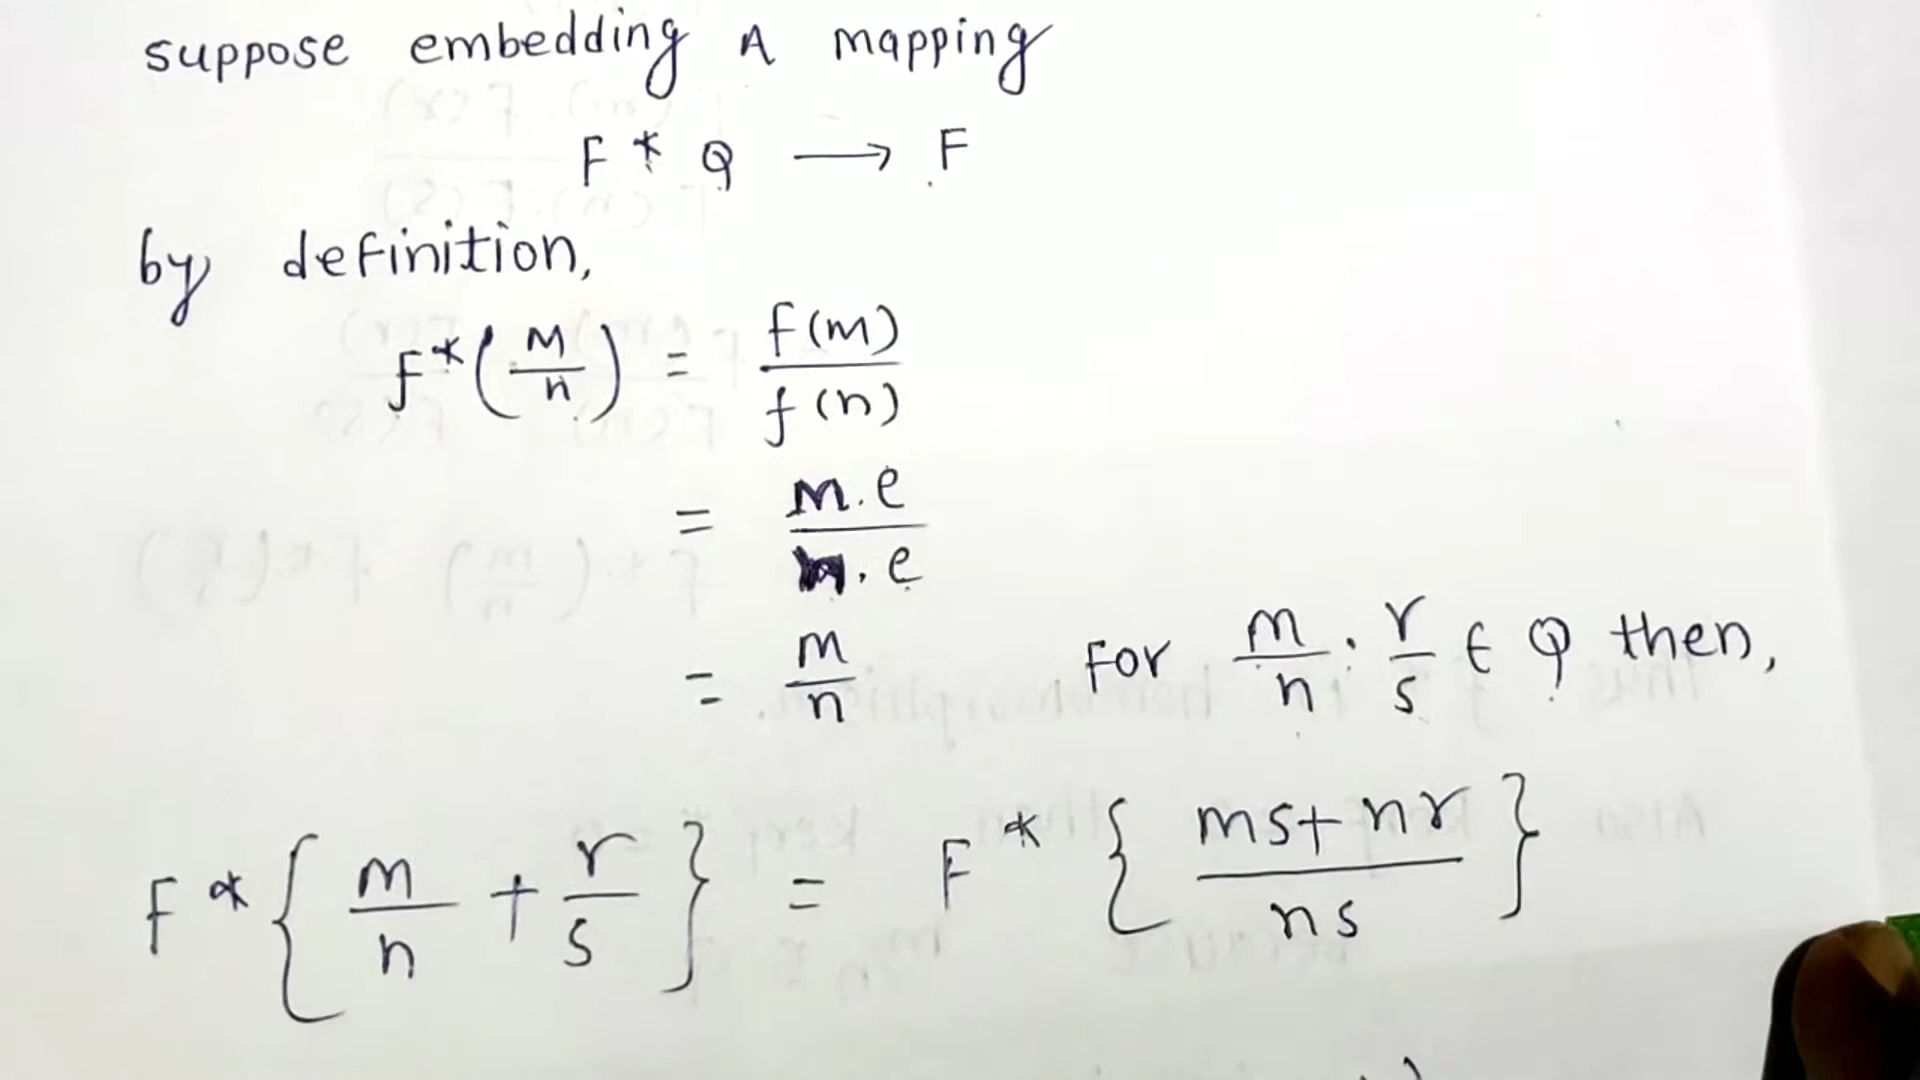 suppose embedding A mapping
F * Q → F
by definition,
F*(m/n) = f(m)/f(n)
= m.e/n.e
= m/n For m/n . r/s ∈ Q then,
F*{m/n + r/s} = F*{ms+nr/ns}